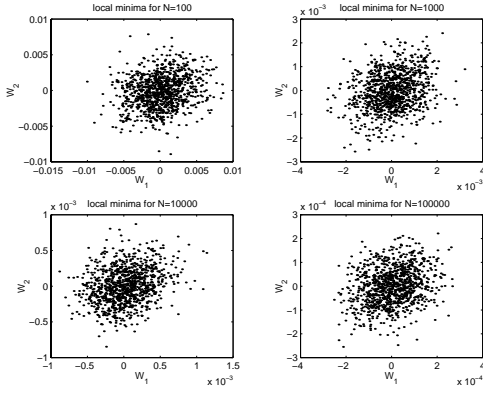 local minima for N=100
0.01
0.005
0
−0.005
−0.01
−0.015 −0.01 −0.005 0 0.005 0.01
W1
W2
local minima for N=1000
x 10−3
3
2
1
0
−1
−2
−3
−4 −2 0 2 4
x 10−3
W1
W2
local minima for N=10000
x 10−3
1
0.5
0
−0.5
−1
−1 −0.5 0 0.5 1 1.5
x 10−3
W1
W2
local minima for N=100000
x 10−4
3
2
1
0
−1
−2
−3
−4 −2 0 2 4
x 10−4
W1
W2